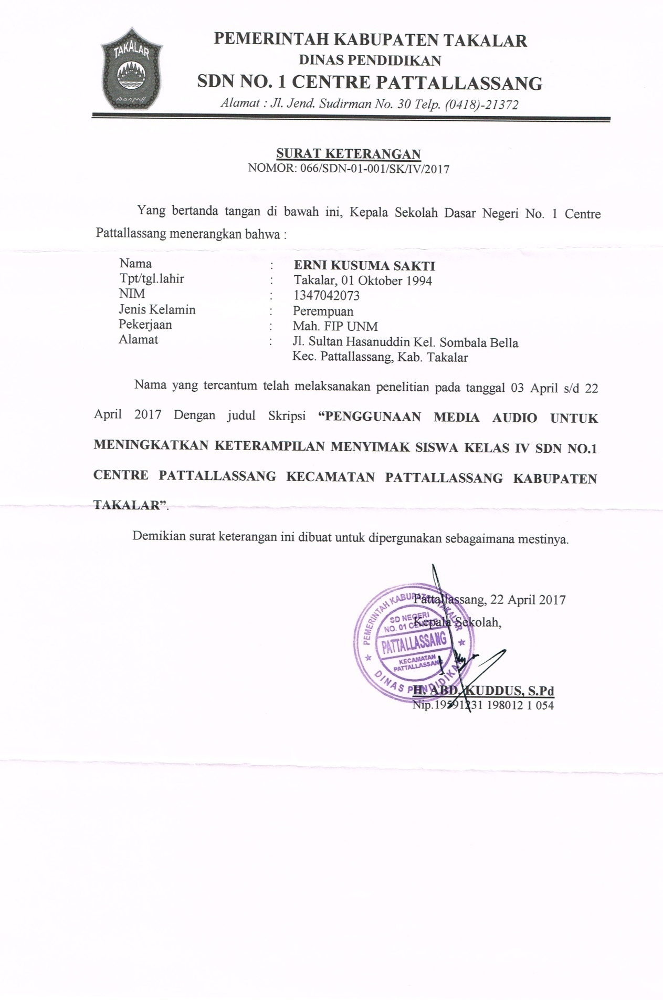 TAKALAR
PEMERINTAH KABUPATEN TAKALAR
DINAS PENDIDIKAN
SDN NO. 1 CENTRE PATTALLASSANG
Alamat : Jl. Jend. Sudirman No. 30 Telp. (0418)-21372
SURAT KETERANGAN
NOMOR: 066/SDN-01-001/SK/IV/2017
Yang bertanda tangan di bawah ini, Kepala Sekolah Dasar Negeri No. 1 Centre
Pattallassang menerangkan bahwa :
Nama : ERNI KUSUMA SAKTI
Tpt/tgl.lahir : Takalar, 01 Oktober 1994
NIM : 1347042073
Jenis Kelamin : Perempuan
Pekerjaan : Mah. FIP UNM
Alamat : Jl. Sultan Hasanuddin Kel. Sombala Bella
Kec. Pattallassang, Kab. Takalar
Nama yang tercantum telah melaksanakan penelitian pada tanggal 03 April s/d 22
April 2017 Dengan judul Skripsi “PENGGUNAAN MEDIA AUDIO UNTUK
MENINGKATKAN KETERAMPILAN MENYIMAK SISWA KELAS IV SDN NO.1
CENTRE PATTALLASSANG KECAMATAN PATTALLASSANG KABUPATEN
TAKALAR”.
Demikian surat keterangan ini dibuat untuk dipergunakan sebagaimana mestinya.
Pattallassang, 22 April 2017
Kepala Sekolah,
PEMERINTAH KABUPATEN TAKALAR
SD NEGERI
NO. 01 CENTRE
PATTALLASSANG
KECAMATAN
PATTALLASSANG
DINAS PENDIDIKAN
H. ABD. KUDDUS, S.Pd
Nip.19591231 198012 1 054